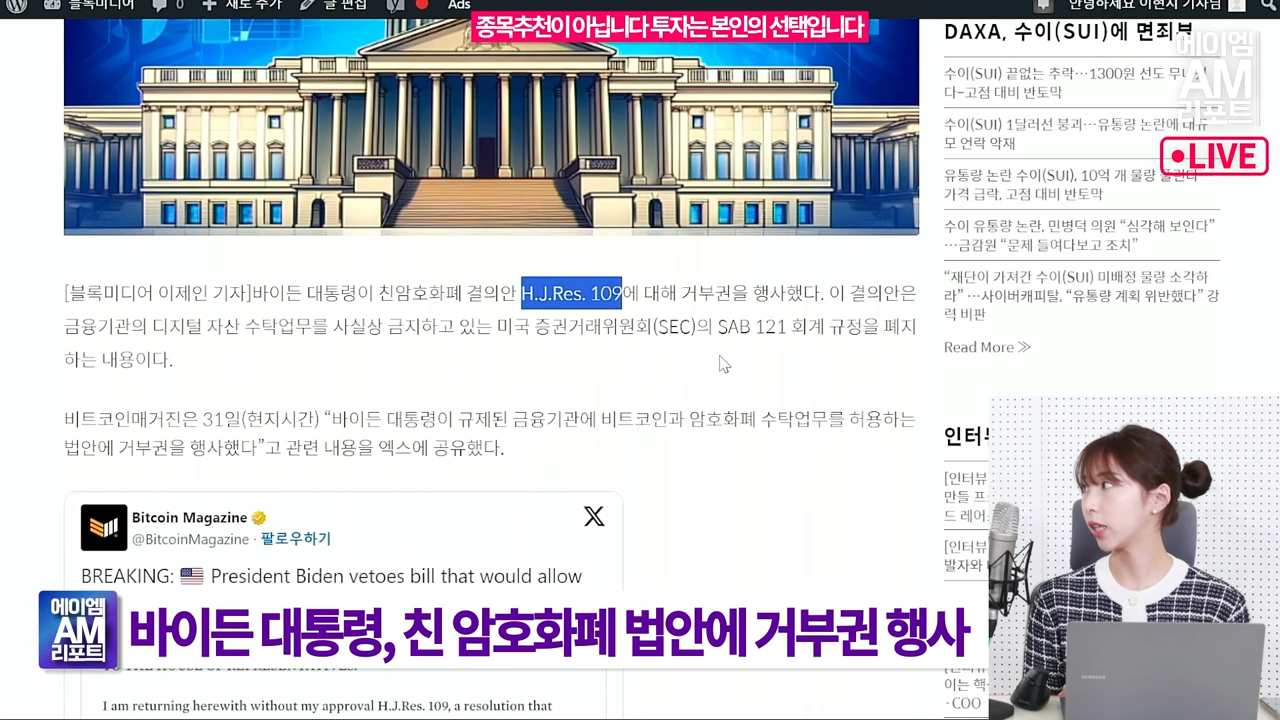 블록미디어 0 새로 추가 글 편집 Ads 안녕하세요 이현지 기자님
종목추천이 아닙니다 투자는 본인의 선택입니다
DAXA, 수이(SUI)에 면죄부
에이엠
AM
리포트
LIVE
수이(SUI) 끝없는 추락…1300원 선도
다–고점 대비 반토막
수이(SUI) 1달러선 붕괴…유통량 논란에 대규
모 언락 악재
유통량 논란 수이(SUI), 10억 개 물량 풀린다…
가격 급락, 고점 대비 반토막
수이 유통량 논란, 민병덕 의원 “심각해 보인다”
…금감원 “문제 들여다보고 조치”
“재단이 가져간 수이(SUI) 미배정 물량 소각하
라” …사이버캐피탈, “유통량 계획 위반했다” 강
력 비판
Read More ≫
[블록미디어 이제인 기자]바이든 대통령이 친암호화폐 결의안 H.J.Res. 109에 대해 거부권을 행사했다. 이 결의안은
금융기관의 디지털 자산 수탁업무를 사실상 금지하고 있는 미국 증권거래위원회(SEC)의 SAB 121 회계 규정을 폐지
하는 내용이다.
비트코인매거진은 31일(현지시간) “바이든 대통령이 규제된 금융기관에 비트코인과 암호화폐 수탁업무를 허용하는
법안에 거부권을 행사했다”고 관련 내용을 엑스에 공유했다.
Bitcoin Magazine
@BitcoinMagazine · 팔로우하기
BREAKING: 🇺🇸 President Biden vetoes bill that would allow
에이엠
AM
리포트
바이든 대통령, 친 암호화폐 법안에 거부권 행사
I am returning herewith without my approval H.J.Res. 109, a resolution that
[인터뷰
만들 프
드 레어
[인터뷰
발자와
이는 핵
· COO
SAMSUNG